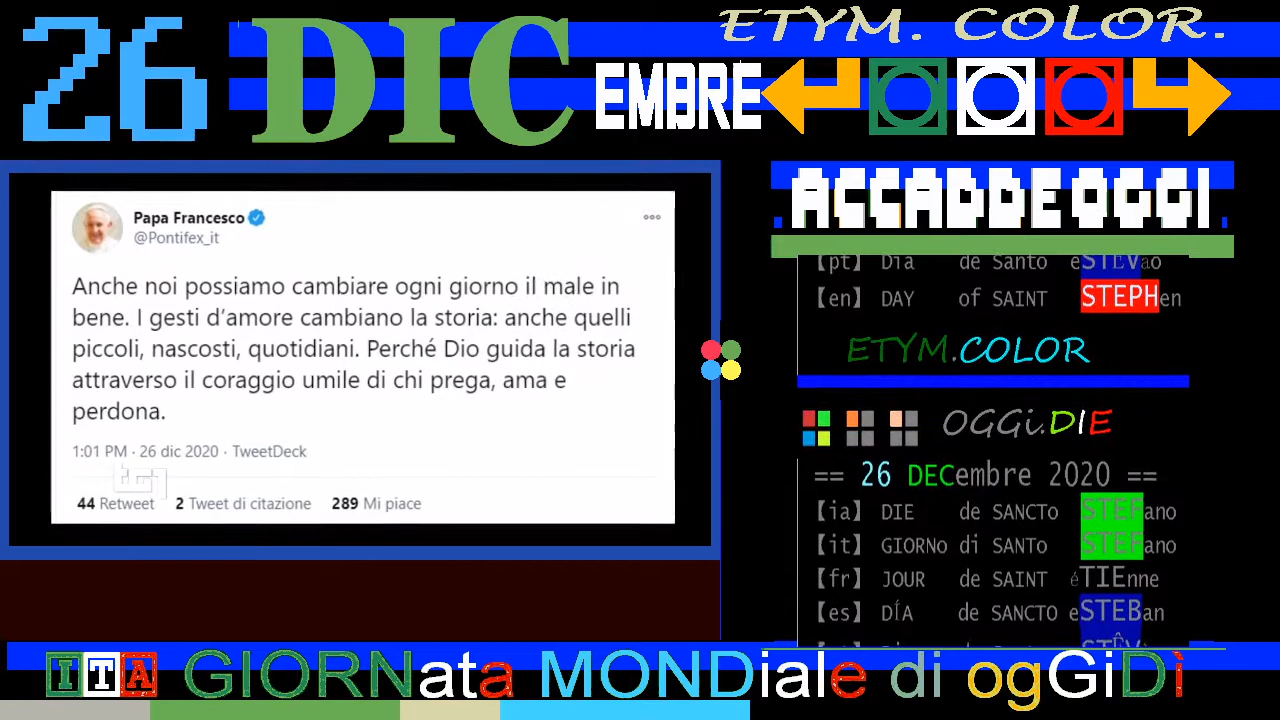 26 DICEMBRE
ETYM. COLOR.
Papa Francesco
@Pontifex_it
Anche noi possiamo cambiare ogni giorno il male in
bene. I gesti d'amore cambiano la storia: anche quelli
piccoli, nascosti, quotidiani. Perché Dio guida la storia
attraverso il coraggio umile di chi prega, ama e
perdona.
1:01 PM · 26 dic 2020 · TweetDeck
44 Retweet 2 Tweet di citazione 289 Mi piace
.ACCADDEOGGI.
【pt】 Dia de Santo eSTEVão
【en】 DAY of SAINT STEPHen
ETYM.COLOR
OGGi.DIE
== 26 DECembre 2020 ==
【ia】 DIE de SANCTo STEFano
【it】 GIORNo di SANTo STEFano
【fr】 JOUR de SAINT éTIEnne
【es】 DÍA de SANCTO eSTEBan
ITA GIORNata MONDiale di ogGiDì